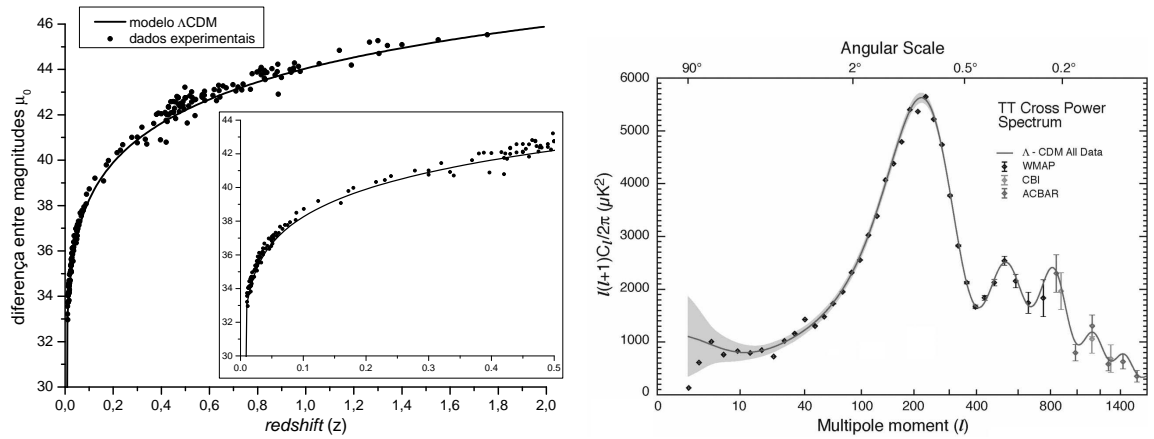 modelo ΛCDM
dados experimentais
diferença entre magnitudes μ₀
46
44
42
40
38
36
34
32
30
0,0 0,2 0,4 0,6 0,8 1,0 1,2 1,4 1,6 1,8 2,0
redshift (z)
44
42
40
38
36
34
32
30
0.0 0.1 0.2 0.3 0.4 0.5
Angular Scale
90° 2° 0.5° 0.2°
TT Cross Power
Spectrum
Λ - CDM All Data
WMAP
CBI
ACBAR
l(l+1)Cₗ/2π (μK²)
6000
5000
4000
3000
2000
1000
0
0 10 40 100 200 400 800 1400
Multipole moment (l)